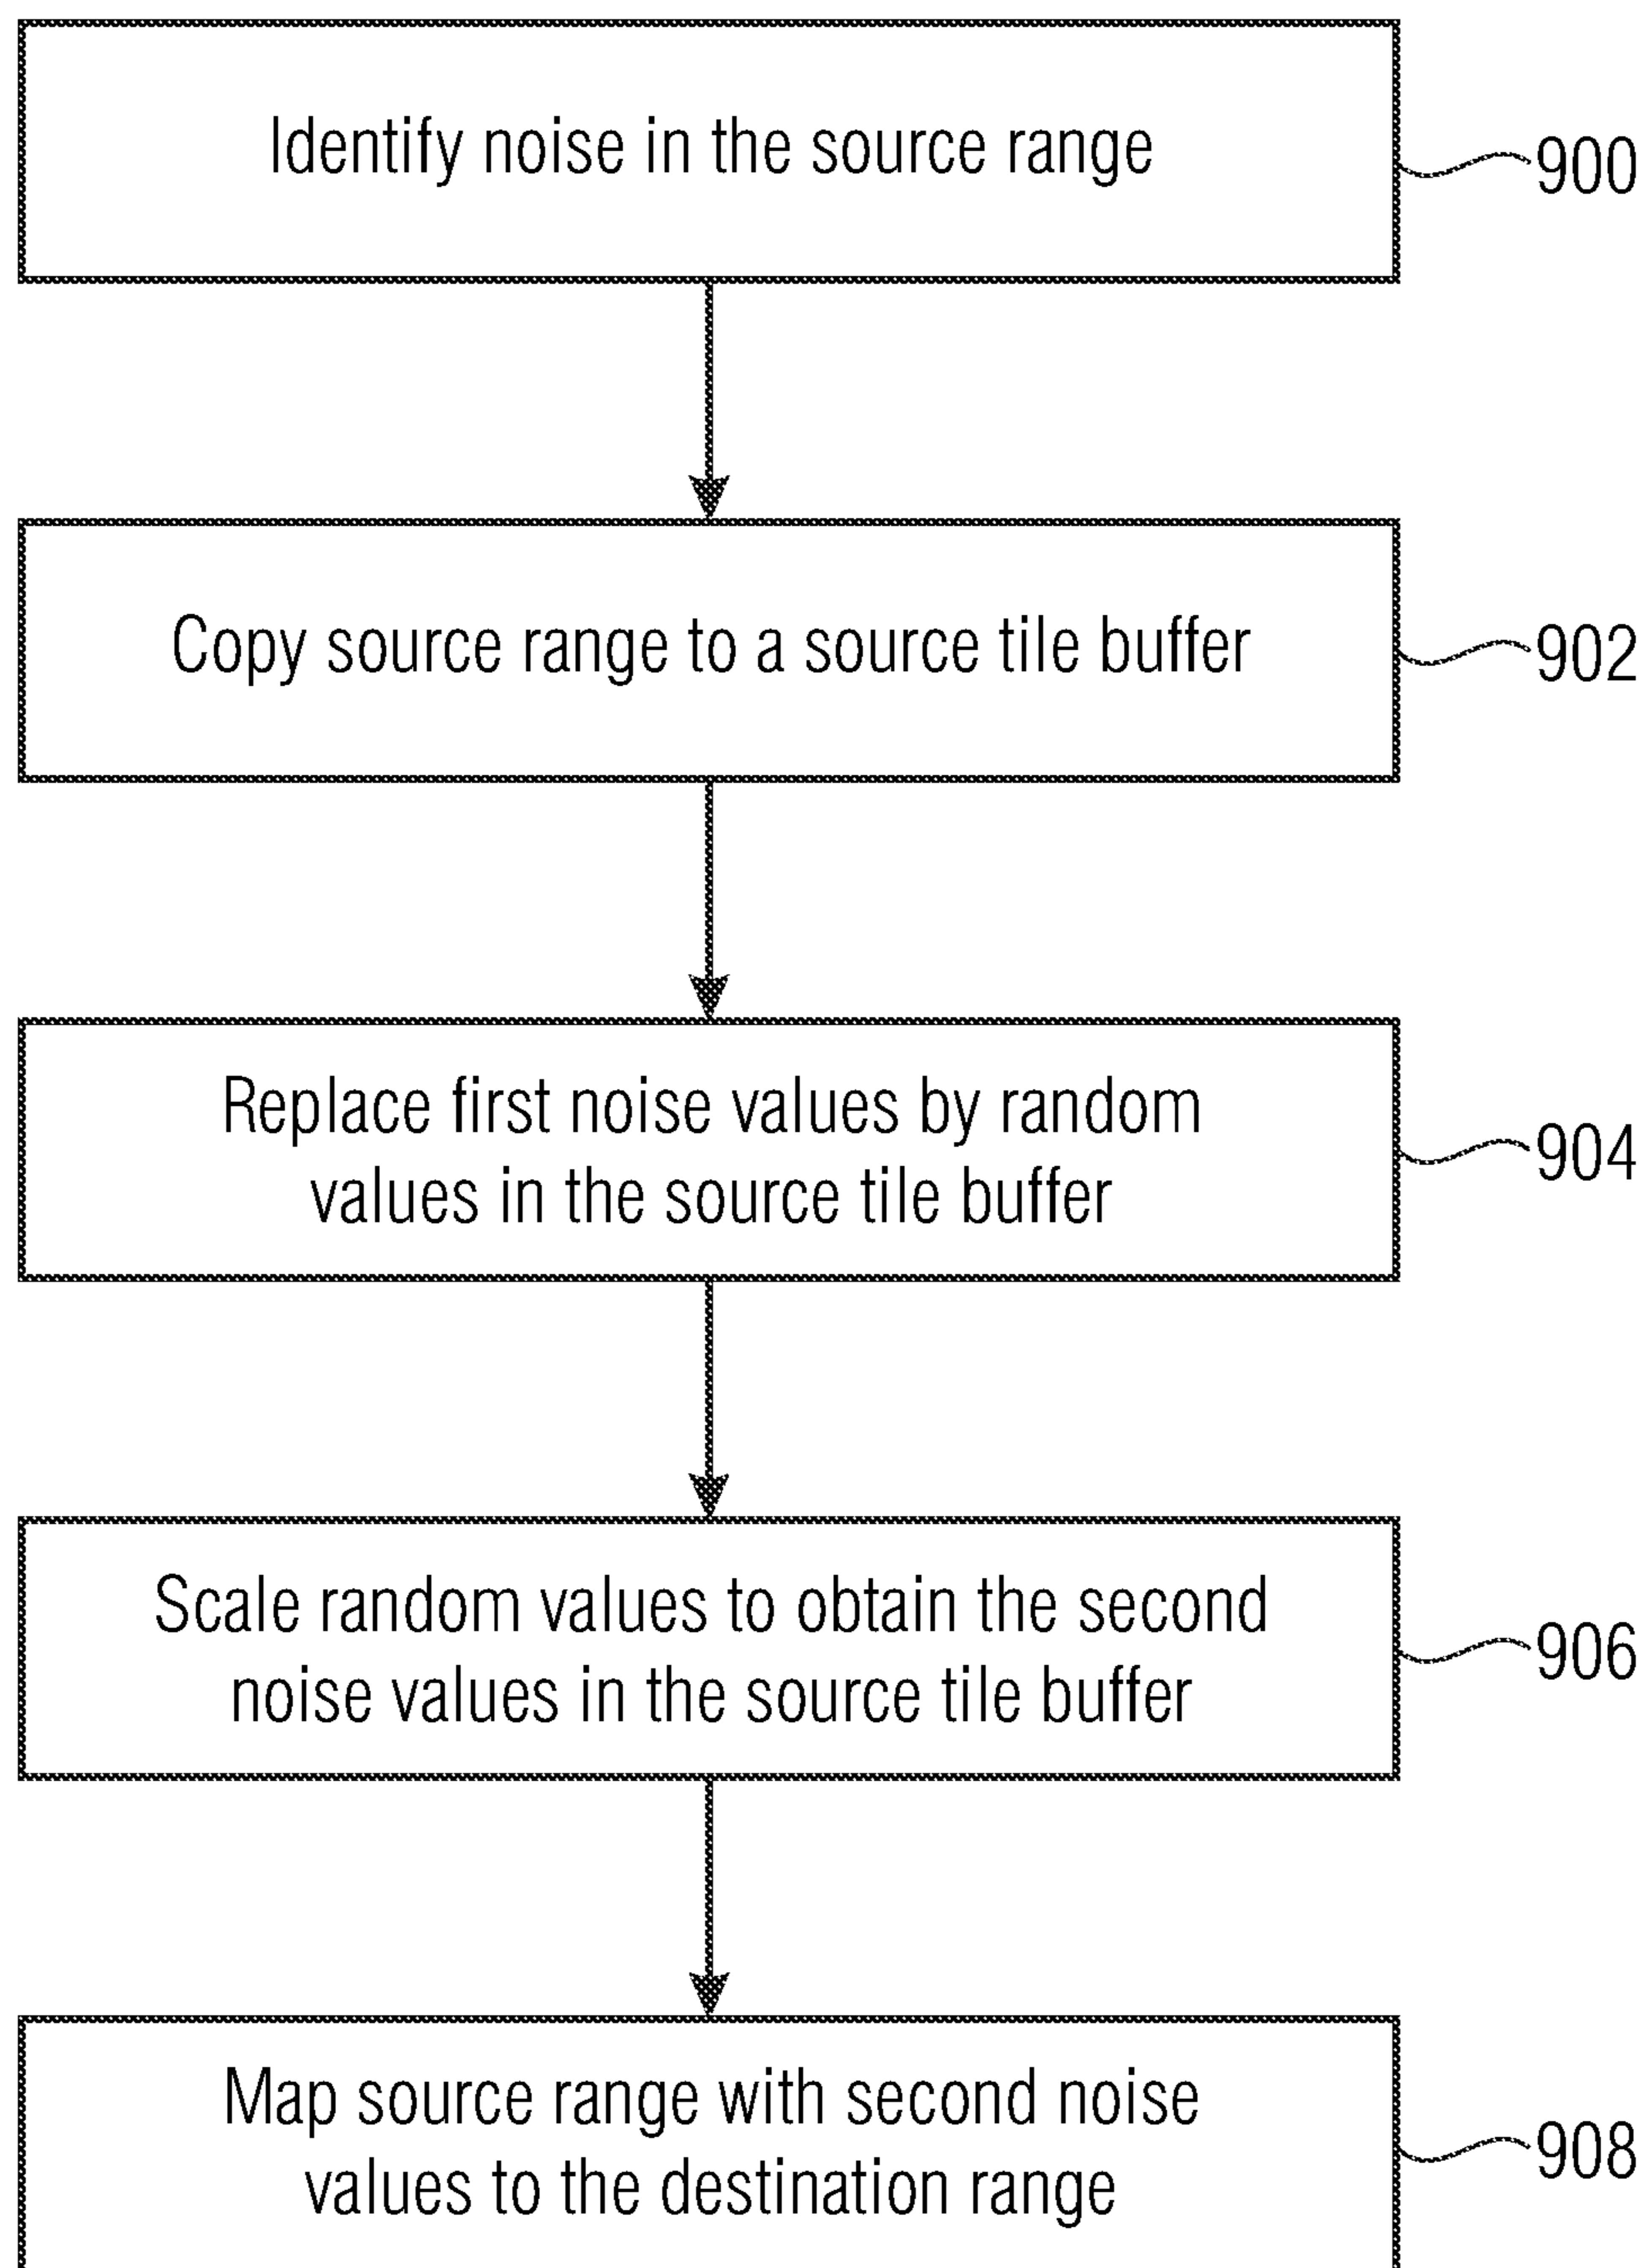 Identify noise in the source range
900
Copy source range to a source tile buffer
902
Replace first noise values by random
values in the source tile buffer
904
Scale random values to obtain the second
noise values in the source tile buffer
906
Map source range with second noise
values to the destination range
908